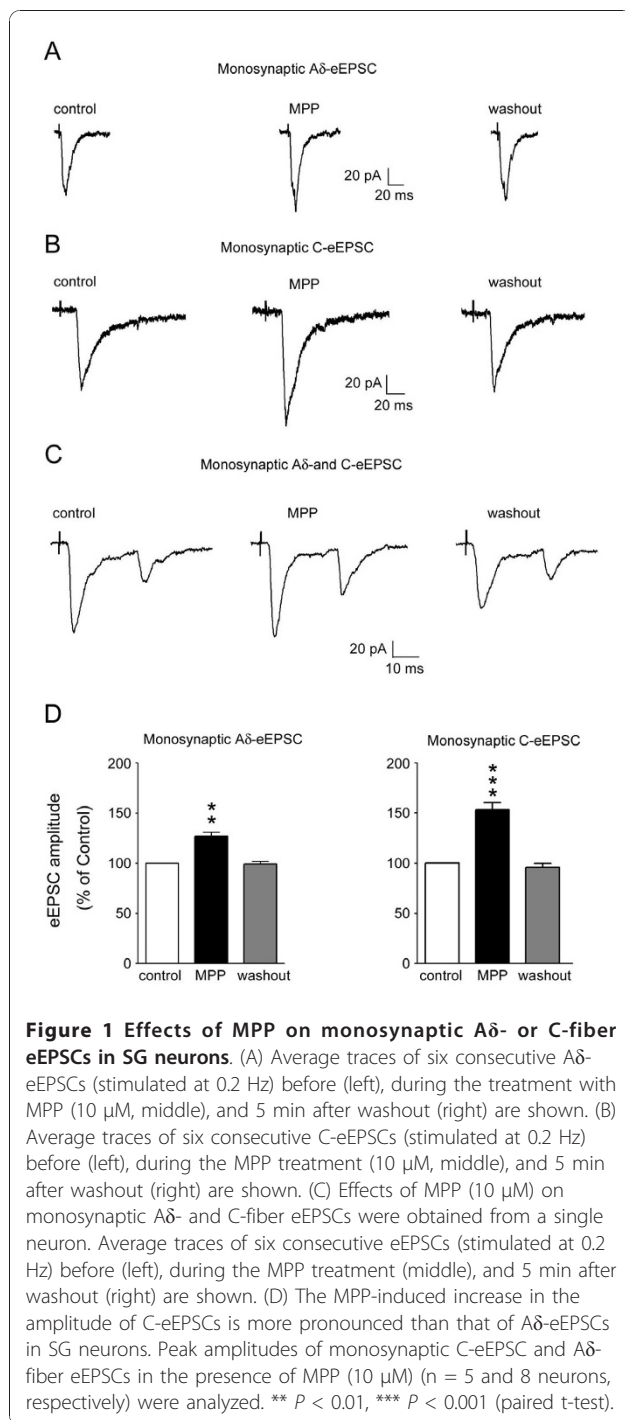 A
Monosynaptic Aδ-eEPSC
control MPP washout
20 pA
20 ms
B
Monosynaptic C-eEPSC
control MPP washout
20 pA
20 ms
C
Monosynaptic Aδ-and C-eEPSC
control MPP washout
20 pA
10 ms
D
Monosynaptic Aδ-eEPSC
eEPSC amplitude
(% of Control)
200
150
100
50
0
**
control MPP washout
Monosynaptic C-eEPSC
200
150
100
50
0
***
control MPP washout
Figure 1 Effects of MPP on monosynaptic Aδ- or C-fiber
eEPSCs in SG neurons. (A) Average traces of six consecutive Aδ-
eEPSCs (stimulated at 0.2 Hz) before (left), during the treatment with
MPP (10 μM, middle), and 5 min after washout (right) are shown. (B)
Average traces of six consecutive C-eEPSCs (stimulated at 0.2 Hz)
before (left), during the MPP treatment (10 μM, middle), and 5 min
after washout (right) are shown. (C) Effects of MPP (10 μM) on
monosynaptic Aδ- and C-fiber eEPSCs were obtained from a single
neuron. Average traces of six consecutive eEPSCs (stimulated at 0.2
Hz) before (left), during the MPP treatment (middle), and 5 min after
washout (right) are shown. (D) The MPP-induced increase in the
amplitude of C-eEPSCs is more pronounced than that of Aδ-eEPSCs
in SG neurons. Peak amplitudes of monosynaptic C-eEPSC and Aδ-
fiber eEPSCs in the presence of MPP (10 μM) (n = 5 and 8 neurons,
respectively) were analyzed. ** P < 0.01, *** P < 0.001 (paired t-test).